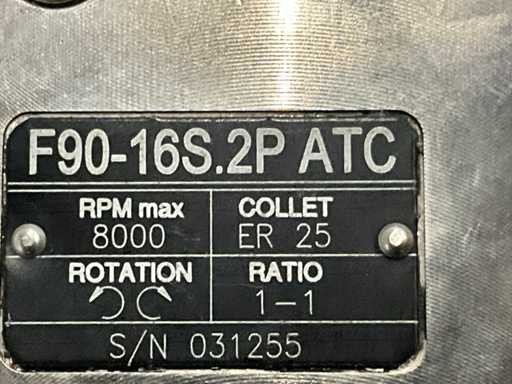 F90-16S.2P ATC
RPM max COLLET
8000 ER 25
ROTATION RATIO
1-1
S/N 031255